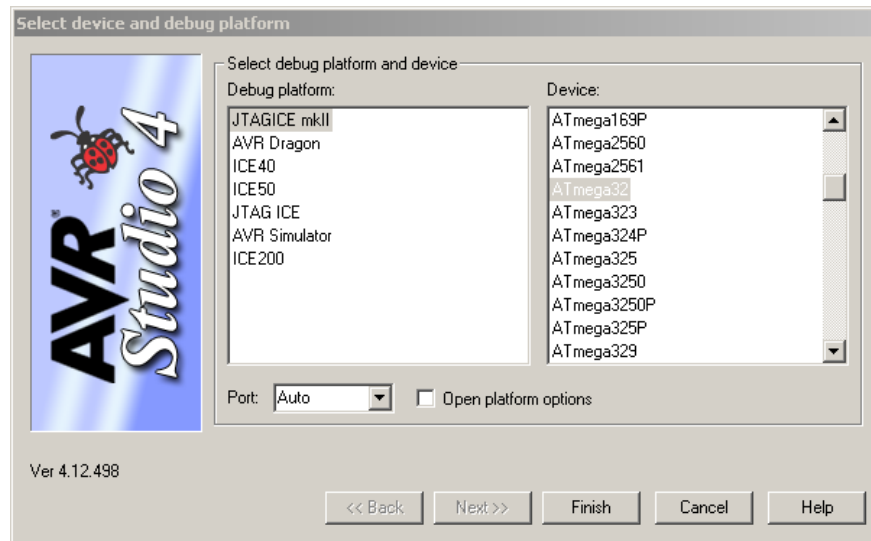 Select device and debug platform
AVR®
Studio 4
Select debug platform and device
Debug platform:
JTAGICE mkII
AVR Dragon
ICE40
ICE50
JTAG ICE
AVR Simulator
ICE200
Device:
ATmega169P
ATmega2560
ATmega2561
ATmega32
ATmega323
ATmega324P
ATmega325
ATmega3250
ATmega3250P
ATmega325P
ATmega329
Port: Auto
Open platform options
Ver 4.12.498
<< Back
Next >>
Finish
Cancel
Help